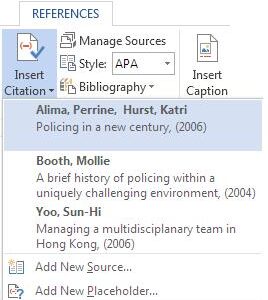 REFERENCES
Insert Citation
Manage Sources
Style: APA
Bibliography
Insert Caption
Alima, Perrine, Hurst, Katri
Policing in a new century, (2006)
Booth, Mollie
A brief history of policing within a
uniquely challenging environment, (2004)
Yoo, Sun-Hi
Managing a multidisciplanary team in
Hong Kong, (2006)
Add New Source...
Add New Placeholder...